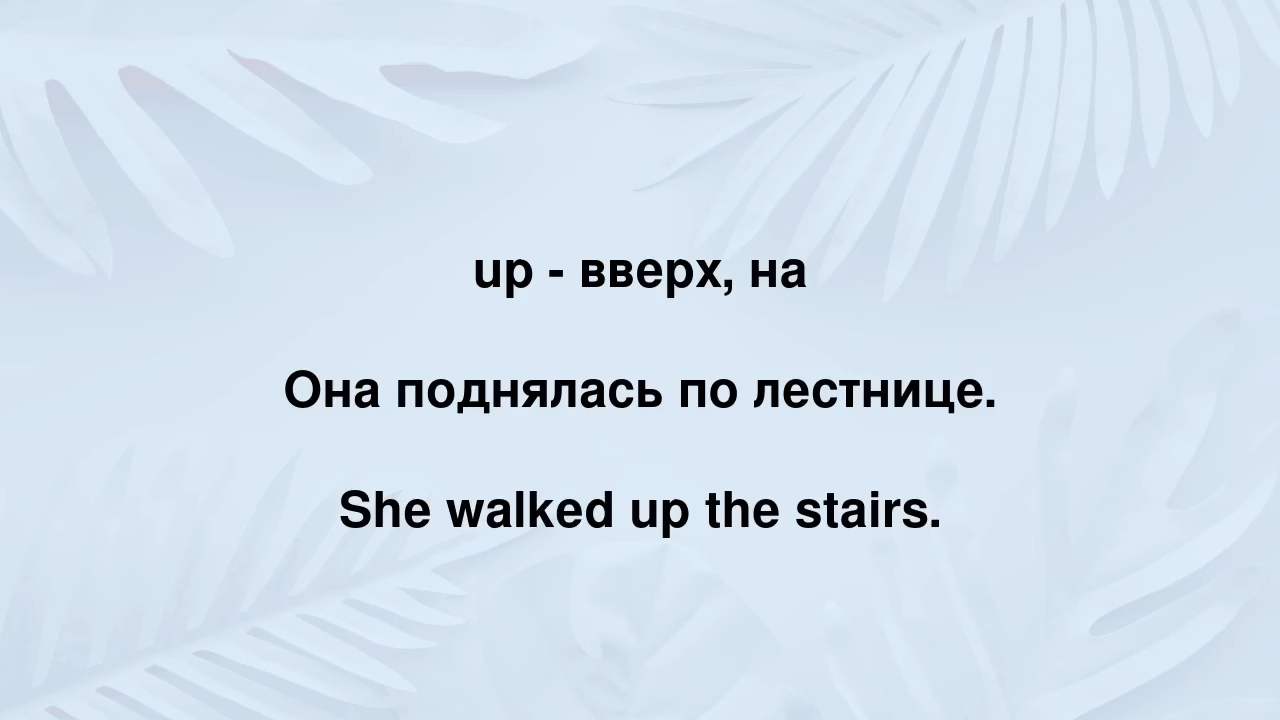 up - вверх, на
Она поднялась по лестнице.
She walked up the stairs.